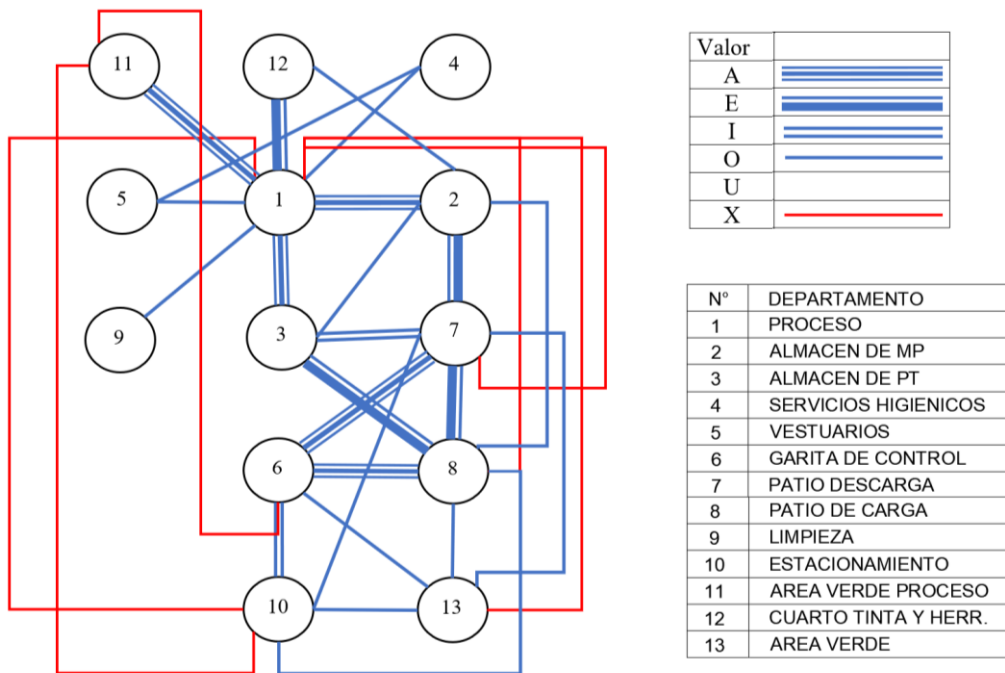 11 12 4
5 1 2
9 3 7
6 8
10 13
Valor
A
E
I
O
U
X
N° DEPARTAMENTO
1 PROCESO
2 ALMACEN DE MP
3 ALMACEN DE PT
4 SERVICIOS HIGIENICOS
5 VESTUARIOS
6 GARITA DE CONTROL
7 PATIO DESCARGA
8 PATIO DE CARGA
9 LIMPIEZA
10 ESTACIONAMIENTO
11 AREA VERDE PROCESO
12 CUARTO TINTA Y HERR.
13 AREA VERDE